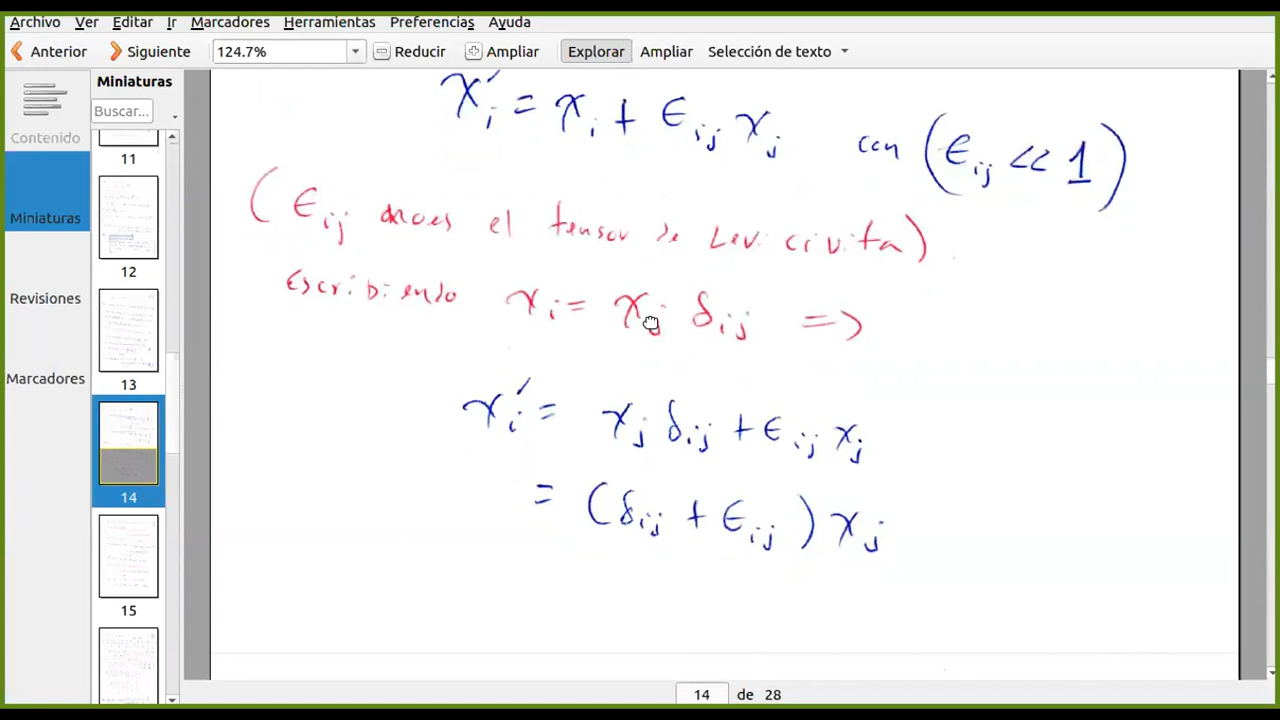 Archivo Ver Editar Ir Marcadores Herramientas Preferencias Ayuda
Anterior Siguiente 124.7% Reducir Ampliar Explorar Ampliar Selección de texto
Contenido
Miniaturas
Revisiones
Marcadores
Miniaturas
Buscar...
11
12
13
14
15
x'ᵢ = xᵢ + ϵᵢⱼ xⱼ con (ϵᵢⱼ << 1)
(ϵᵢⱼ no es el tensor de Levi civita)
Escribiendo xᵢ = xⱼ δᵢⱼ =>
x'ᵢ = xⱼ δᵢⱼ + ϵᵢⱼ xⱼ
= (δᵢⱼ + ϵᵢⱼ) xⱼ
14 de 28